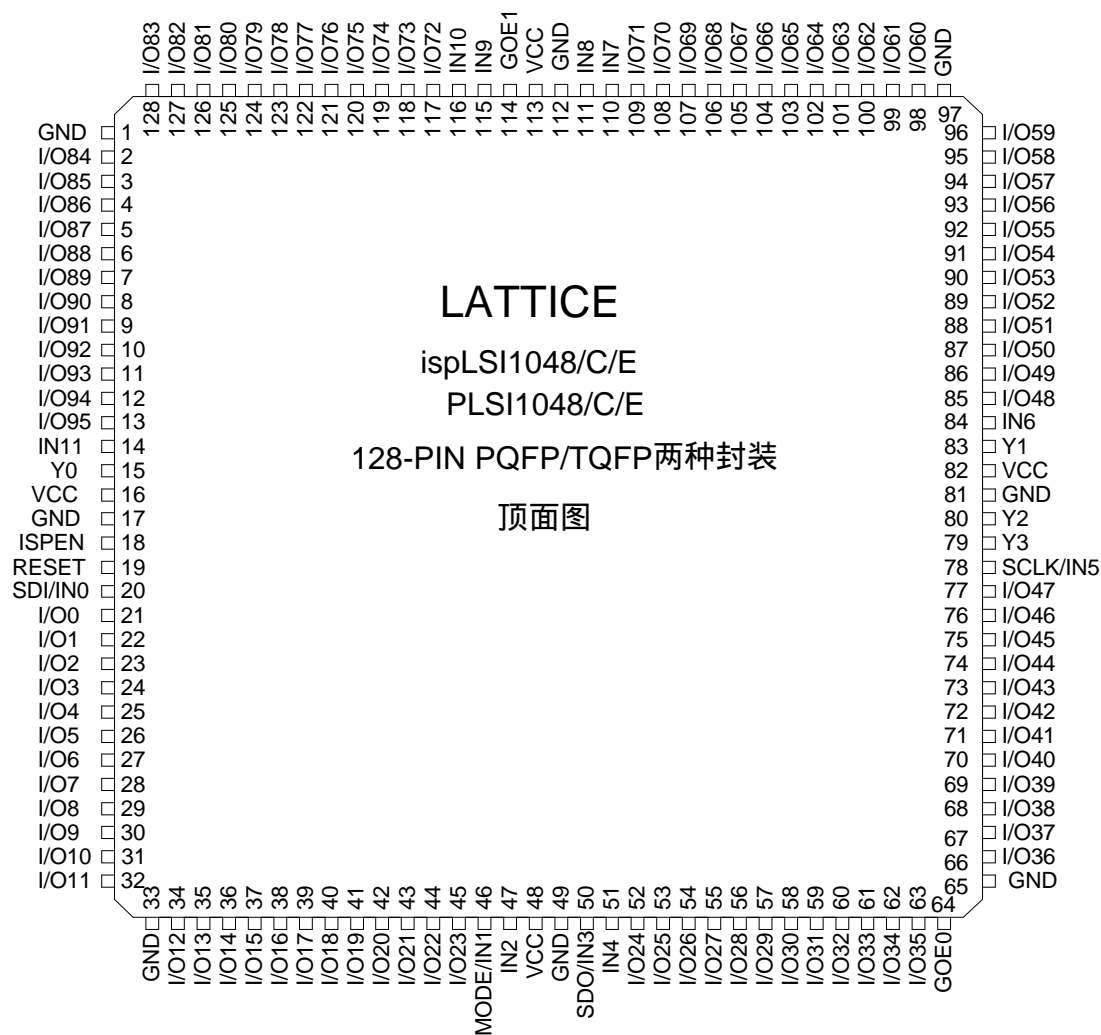 I/O83 I/O82 I/O81 I/O80 I/O79 I/O78 I/O77 I/O76 I/O75 I/O74 I/O73 I/O72 IN10 IN9 GOE1 VCC GND IN8 IN7 I/O71 I/O70 I/O69 I/O68 I/O67 I/O66 I/O65 I/O64 I/O63 I/O62 I/O61 I/O60 GND
128 127 126 125 124 123 122 121 120 119 118 117 116 115 114 113 112 111 110 109 108 107 106 105 104 103 102 101 100 99 98 97
GND 1 96 I/O59
I/O84 2 95 I/O58
I/O85 3 94 I/O57
I/O86 4 93 I/O56
I/O87 5 92 I/O55
I/O88 6 91 I/O54
I/O89 7 90 I/O53
I/O90 8 89 I/O52
LATTICE
I/O91 9 88 I/O51
I/O92 10 87 I/O50
ispLSI1048/C/E
I/O93 11 86 I/O49
I/O94 12 85 I/O48
PLSI1048/C/E
I/O95 13 84 IN6
IN11 14 83 Y1
128-PIN PQFP/TQFP两种封装
Y0 15 82 VCC
VCC 16 81 GND
GND 17 80 Y2
顶面图
ISPEN 18 79 Y3
RESET 19 78 SCLK/IN5
SDI/IN0 20 77 I/O47
I/O0 21 76 I/O46
I/O1 22 75 I/O45
I/O2 23 74 I/O44
I/O3 24 73 I/O43
I/O4 25 72 I/O42
I/O5 26 71 I/O41
I/O6 27 70 I/O40
I/O7 28 69 I/O39
I/O8 29 68 I/O38
I/O9 30 67 I/O37
I/O10 31 66 I/O36
I/O11 32 65 GND
33 34 35 36 37 38 39 40 41 42 43 44 45 46 47 48 49 50 51 52 53 54 55 56 57 58 59 60 61 62 63 64
GND I/O12 I/O13 I/O14 I/O15 I/O16 I/O17 I/O18 I/O19 I/O20 I/O21 I/O22 I/O23 MODE/IN1 IN2 VCC GND SDO/IN3 IN4 I/O24 I/O25 I/O26 I/O27 I/O28 I/O29 I/O30 I/O31 I/O32 I/O33 I/O34 I/O35 GOE0